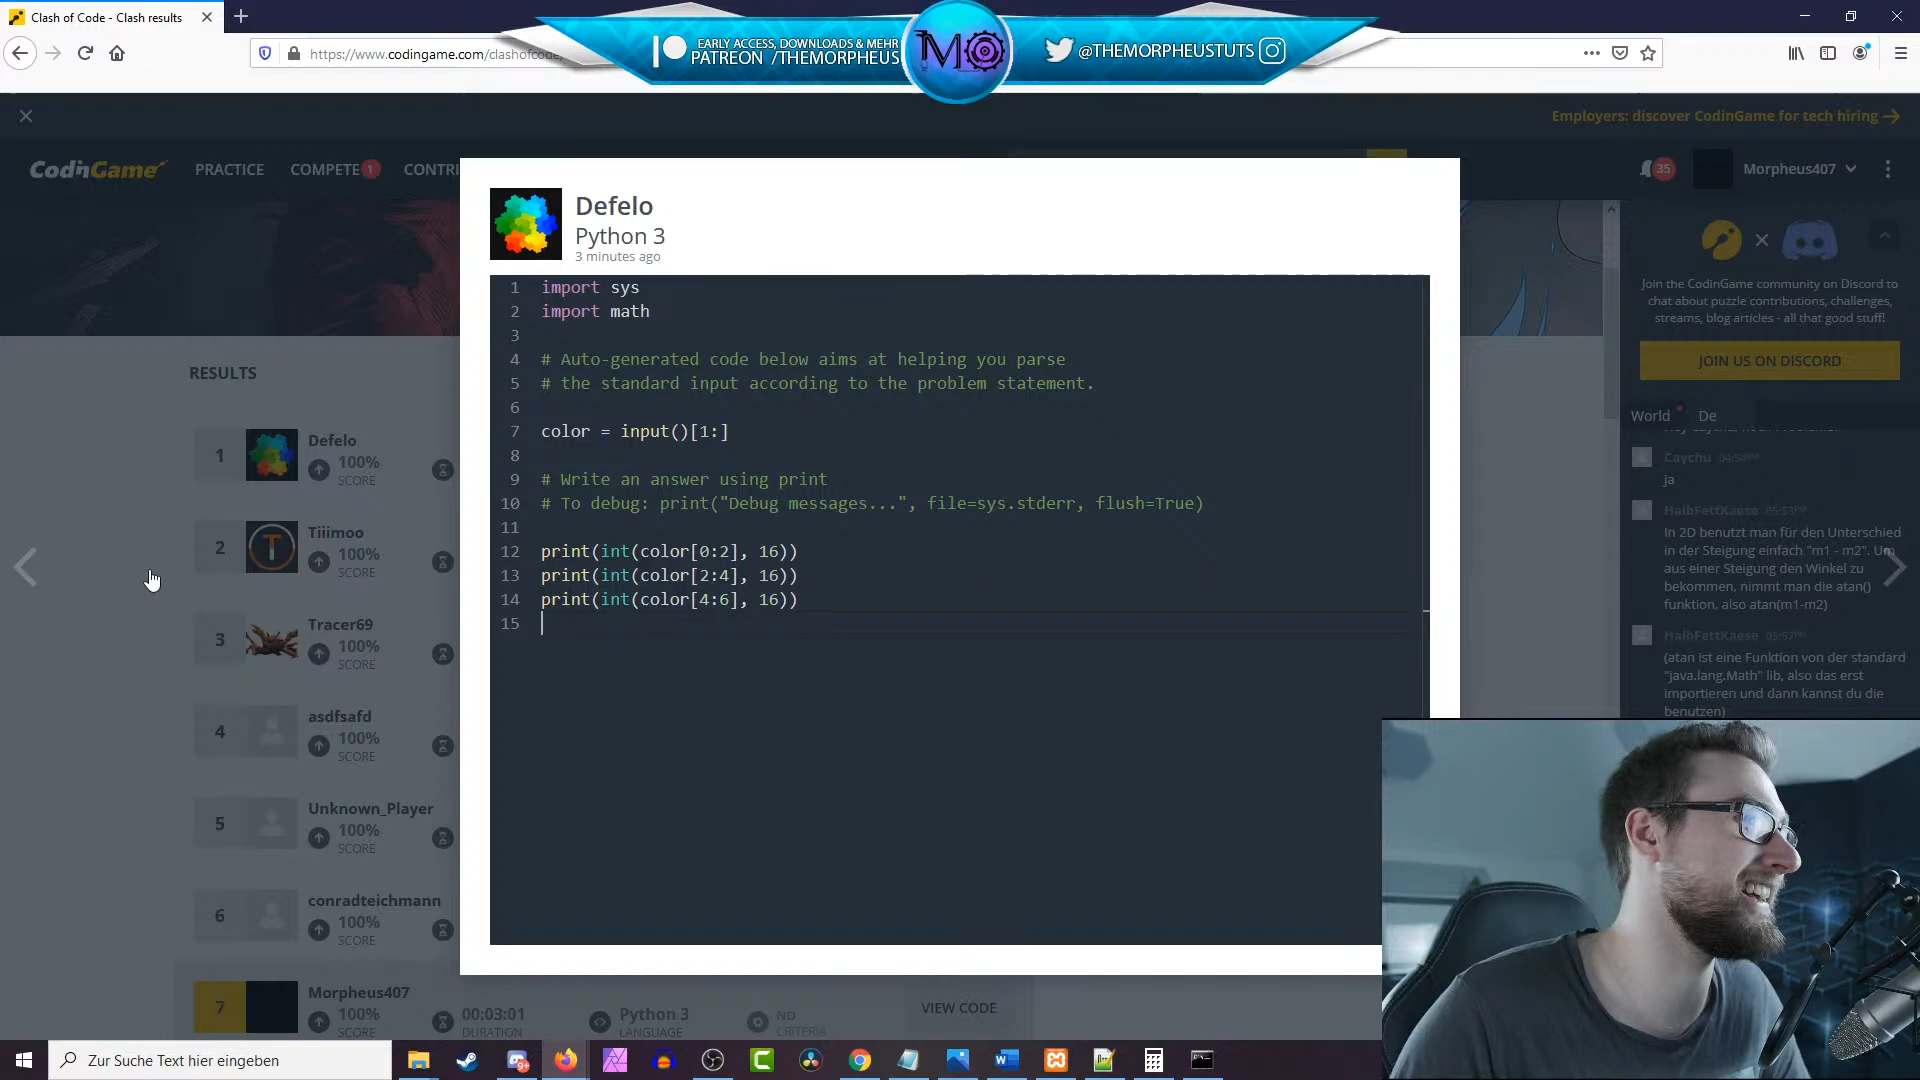 Clash of Code - Clash results
EARLY ACCESS, DOWNLOADS & MEHR
PATREON /THEMORPHEUS
MO
@THEMORPHEUSTUTS
https://www.codingame.com/clashofcode/
Employers: discover CodinGame for tech hiring
CodinGame
PRACTICE
COMPETE 1
CONTRI
35
Morpheus407
Defelo
Python 3
3 minutes ago
1 import sys
2 import math
3
4 # Auto-generated code below aims at helping you parse
5 # the standard input according to the problem statement.
6
7 color = input()[1:]
8
9 # Write an answer using print
10 # To debug: print("Debug messages...", file=sys.stderr, flush=True)
11
12 print(int(color[0:2], 16))
13 print(int(color[2:4], 16))
14 print(int(color[4:6], 16))
15
RESULTS
1
Defelo
100%
SCORE
2
Tiiimoo
100%
SCORE
3
Tracer69
100%
SCORE
4
asdfsafd
100%
SCORE
5
Unknown_Player
100%
SCORE
6
conradteichmann
100%
SCORE
7
Morpheus407
100%
SCORE
00:03:01
DURATION
Python 3
LANGUAGE
NO
CRITERIA
VIEW CODE
Join the CodinGame community on Discord to
chat about puzzle contributions, challenges,
streams, blog articles - all that good stuff!
JOIN US ON DISCORD
World
De
Caychu 04:54PM
ja
HalbFettKaese 05:53PM
In 2D benutzt man für den Unterschied
in der Steigung einfach "m1 - m2". Um
aus einer Steigung den Winkel zu
bekommen, nimmt man die atan()
funktion, also atan(m1-m2)
HalbFettKaese 05:57PM
(atan ist eine Funktion von der standard
"java.lang.Math" lib, also das erst
importieren und dann kannst du die
benutzen)
Zur Suche Text hier eingeben